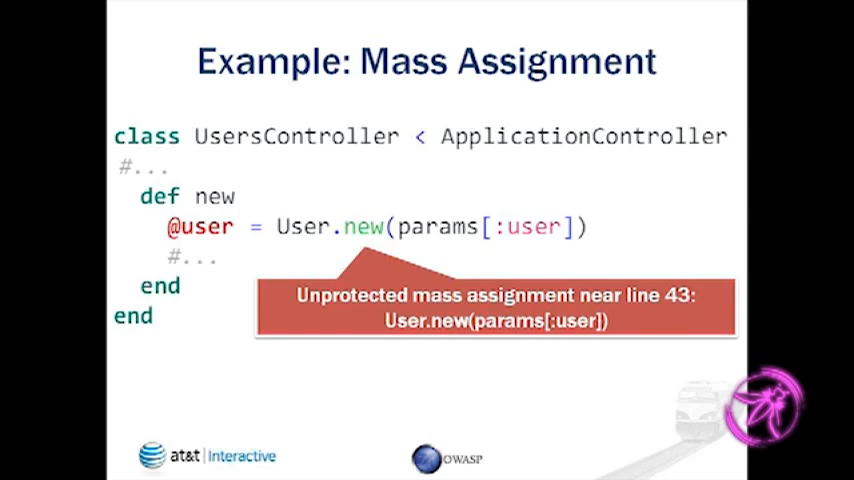 Example: Mass Assignment
class UsersController < ApplicationController
#...
def new
@user = User.new(params[:user])
#...
end
end
Unprotected mass assignment near line 43:
User.new(params[:user])
at&t | Interactive
OWASP